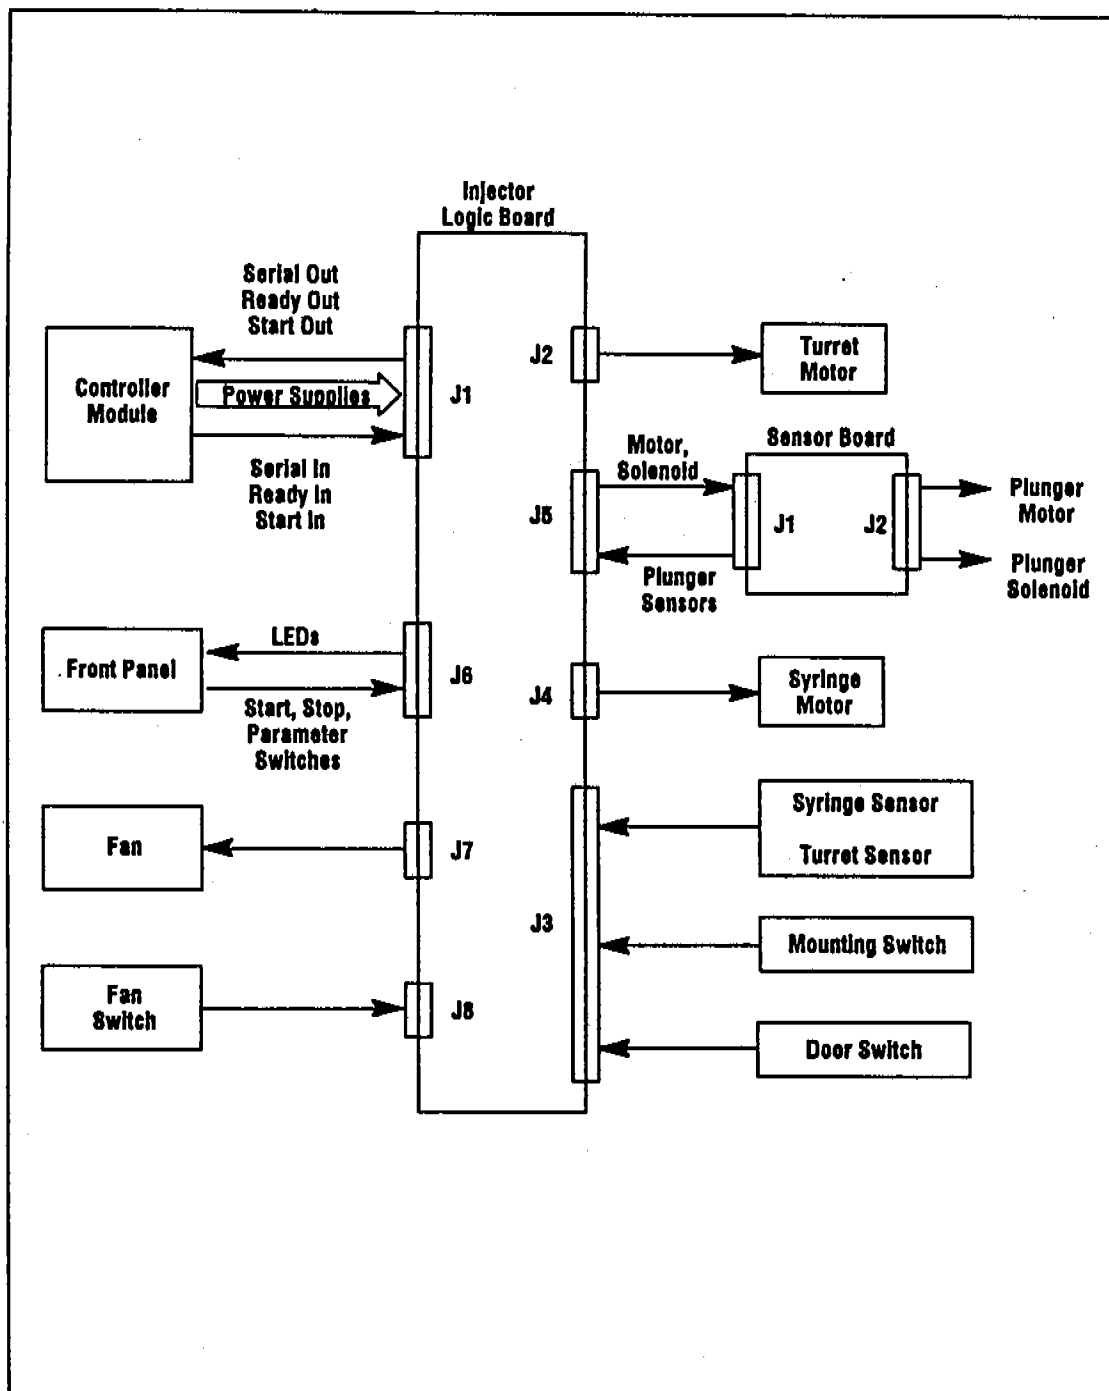 Injector
Logic Board
Serial Out
Ready Out
Start Out
Controller
Module
Power Supplies
J1
Serial In
Ready In
Start In
J2
Turret
Motor
Sensor Board
Motor,
Solenoid
J5
J1
J2
Plunger
Motor
Plunger
Sensors
Plunger
Solenoid
Front Panel
LEDs
J6
Start, Stop,
Parameter
Switches
J4
Syringe
Motor
Fan
J7
Syringe Sensor
Turret Sensor
J3
Mounting Switch
Fan
Switch
J8
Door Switch